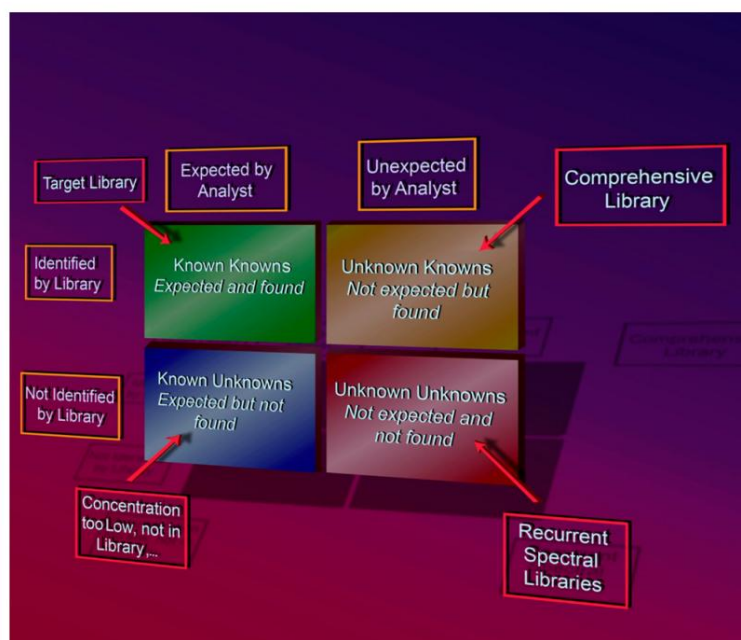 Target Library
Expected by
Analyst
Unexpected
by Analyst
Comprehensive
Library
Identified
by Library
Known Knowns
Expected and found
Unknown Knowns
Not expected but
found
Not Identified
by Library
Known Unknowns
Expected but not
found
Unknown Unknowns
Not expected and
not found
Concentration
too Low, not in
Library,...
Recurrent
Spectral
Libraries